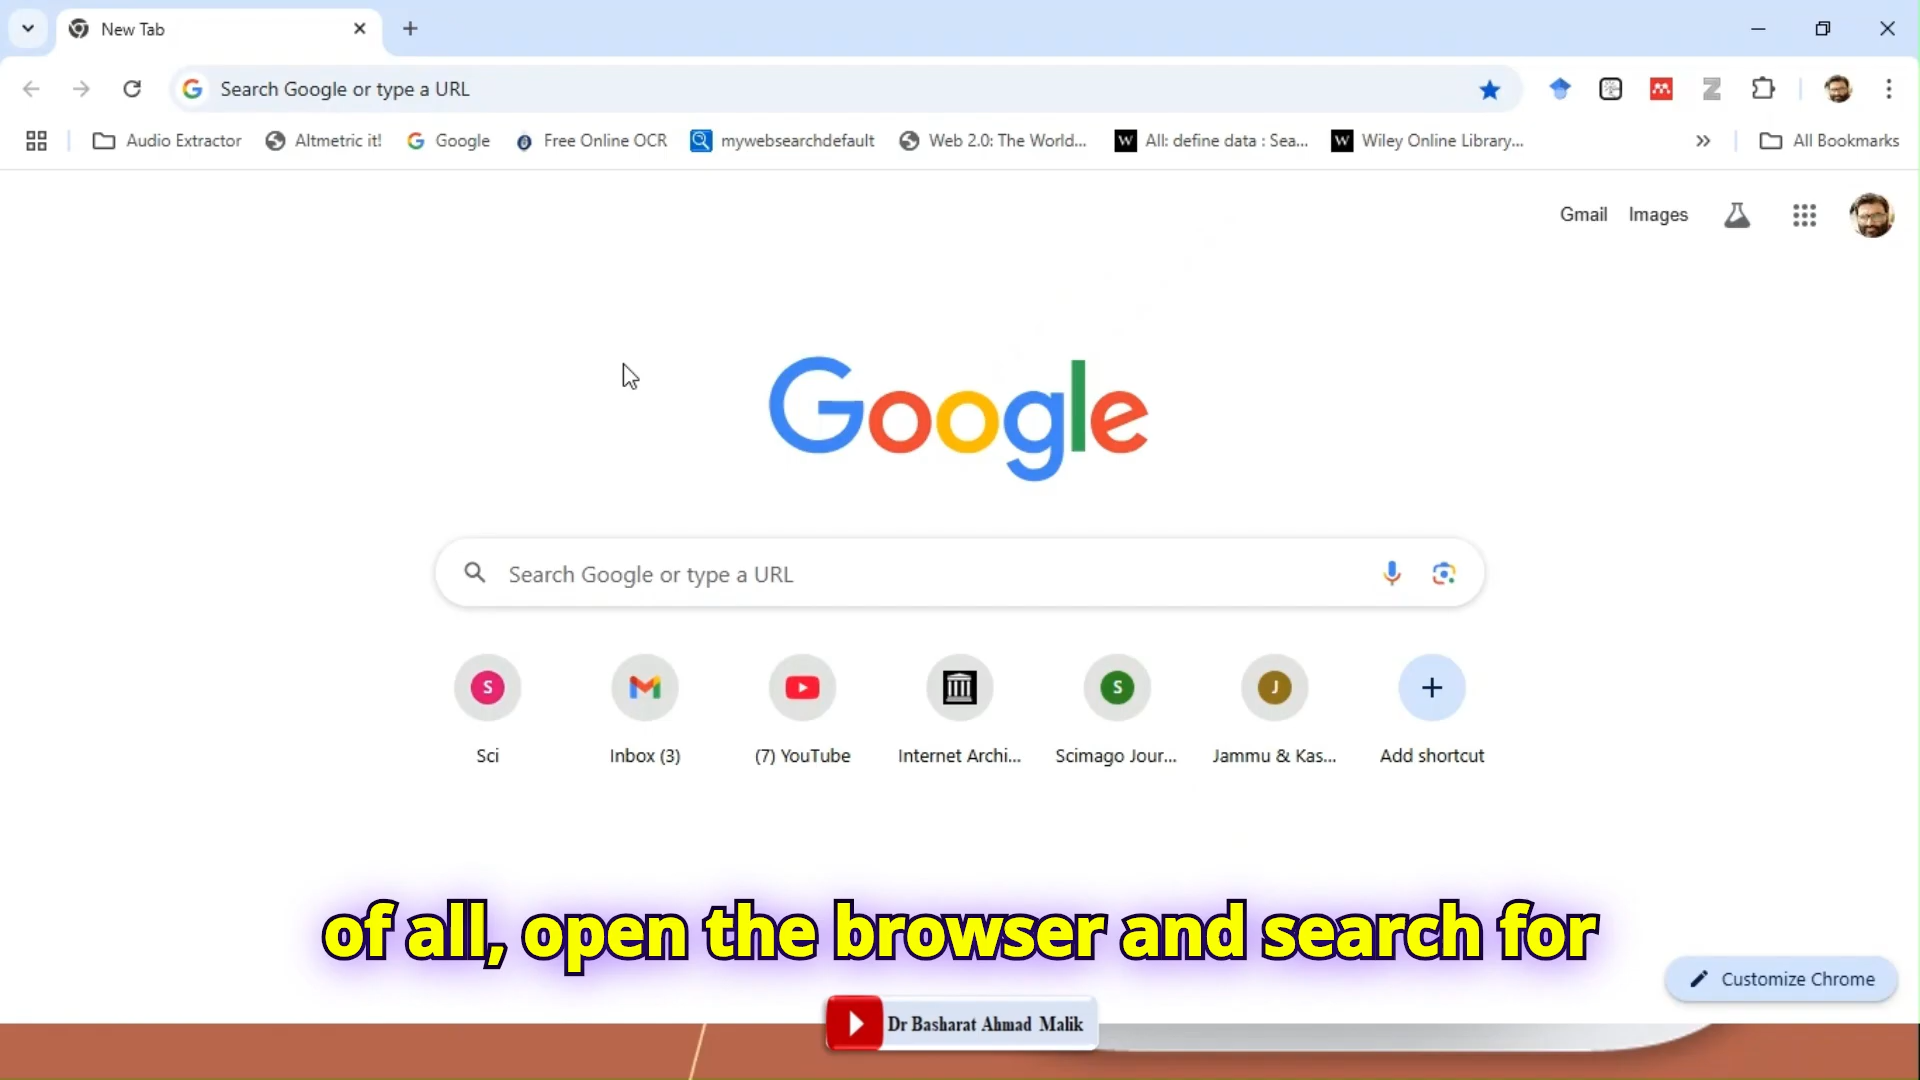 New Tab
Search Google or type a URL
Audio Extractor
Altmetric it!
Google
Free Online OCR
mywebsearchdefault
Web 2.0: The World...
All: define data : Sea...
Wiley Online Library...
All Bookmarks
Gmail
Images
Google
Search Google or type a URL
S
S
J
Sci
Inbox (3)
(7) YouTube
Internet Archi...
Scimago Jour...
Jammu & Kas...
Add shortcut
of all, open the browser and search for
Customize Chrome
Dr Basharat Ahmad Malik